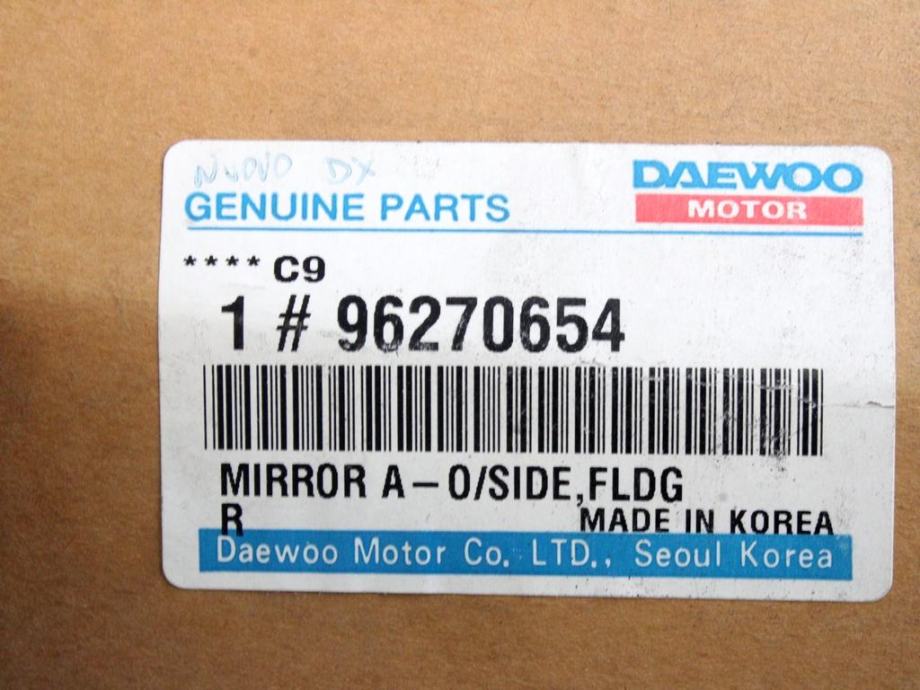 NUOVO DX
GENUINE PARTS
DAEWOO
MOTOR
**** C9
1 # 96270654
MIRROR A-O/SIDE,FLDG
R
MADE IN KOREA
Daewoo Motor Co. LTD., Seoul Korea